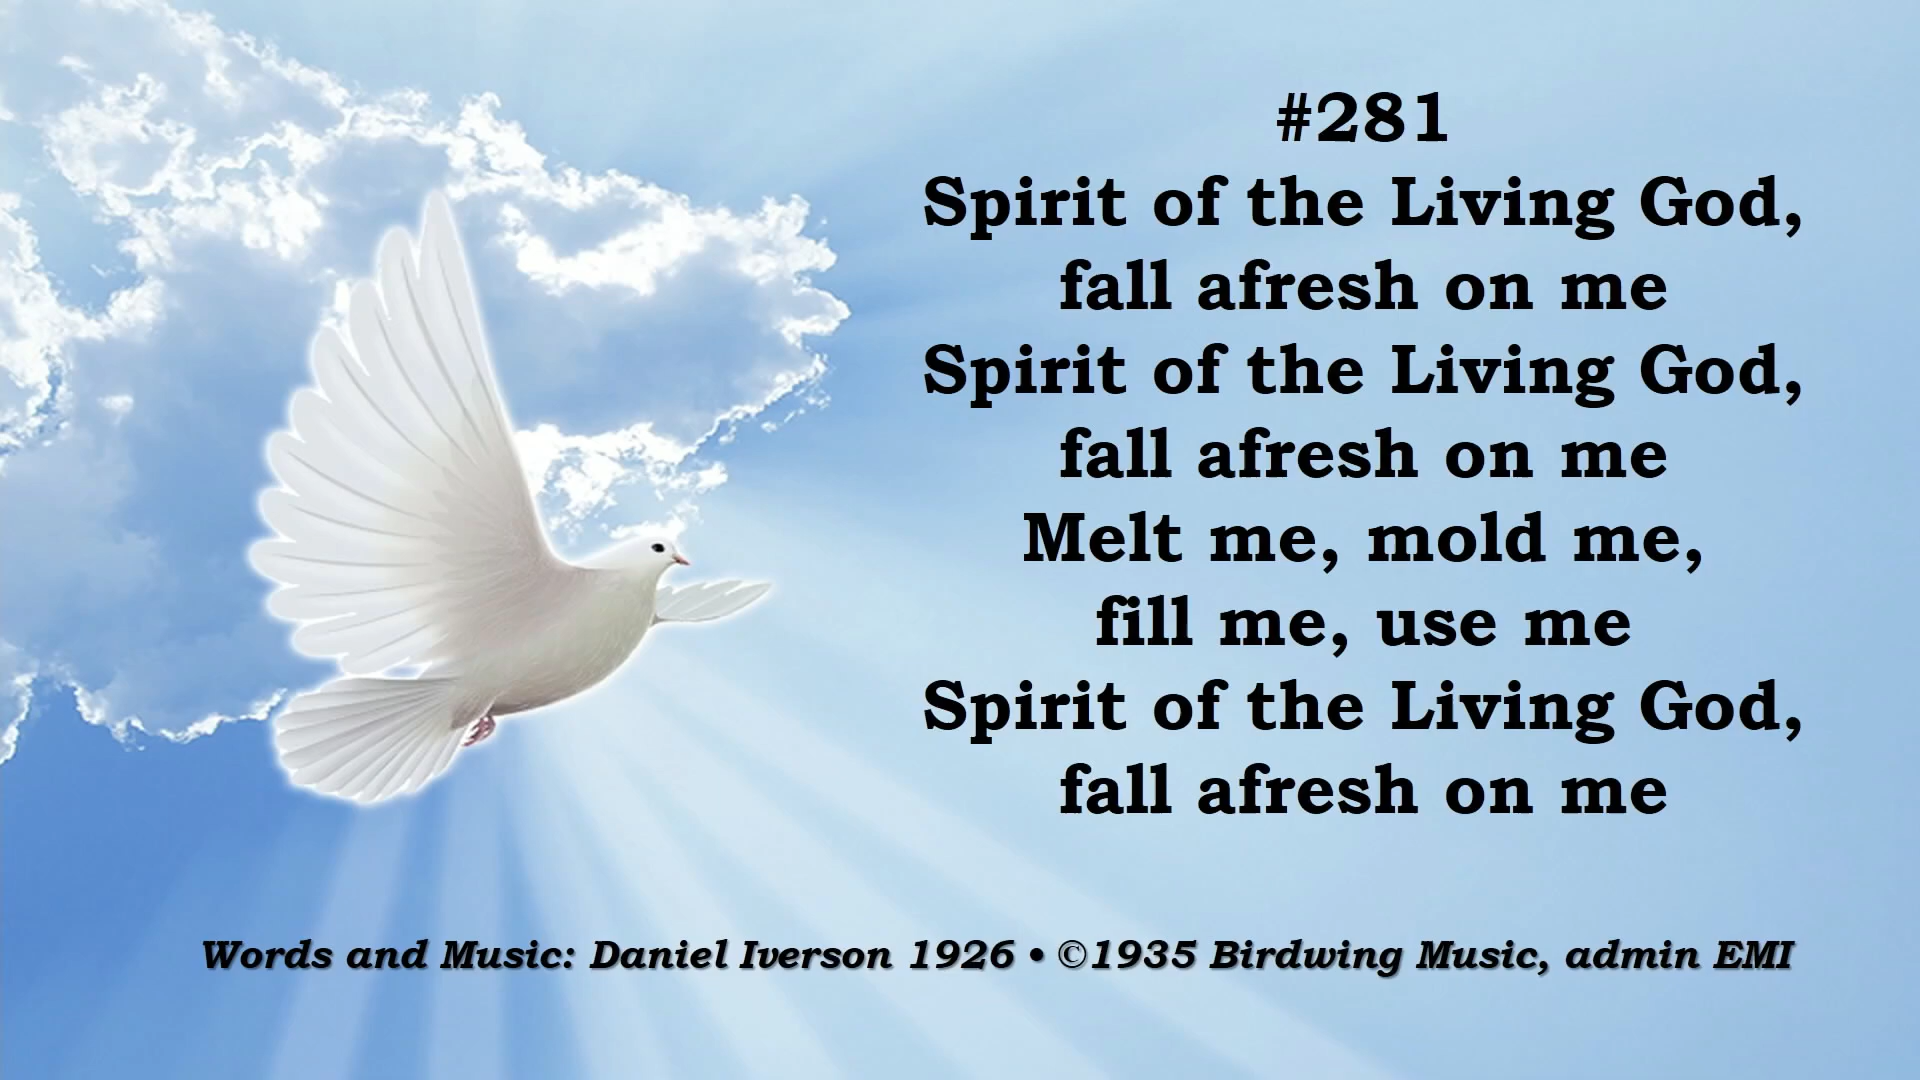 #281
Spirit of the Living God,
fall afresh on me
Spirit of the Living God,
fall afresh on me
Melt me, mold me,
fill me, use me
Spirit of the Living God,
fall afresh on me
Words and Music: Daniel Iverson 1926 • ©1935 Birdwing Music, admin EMI